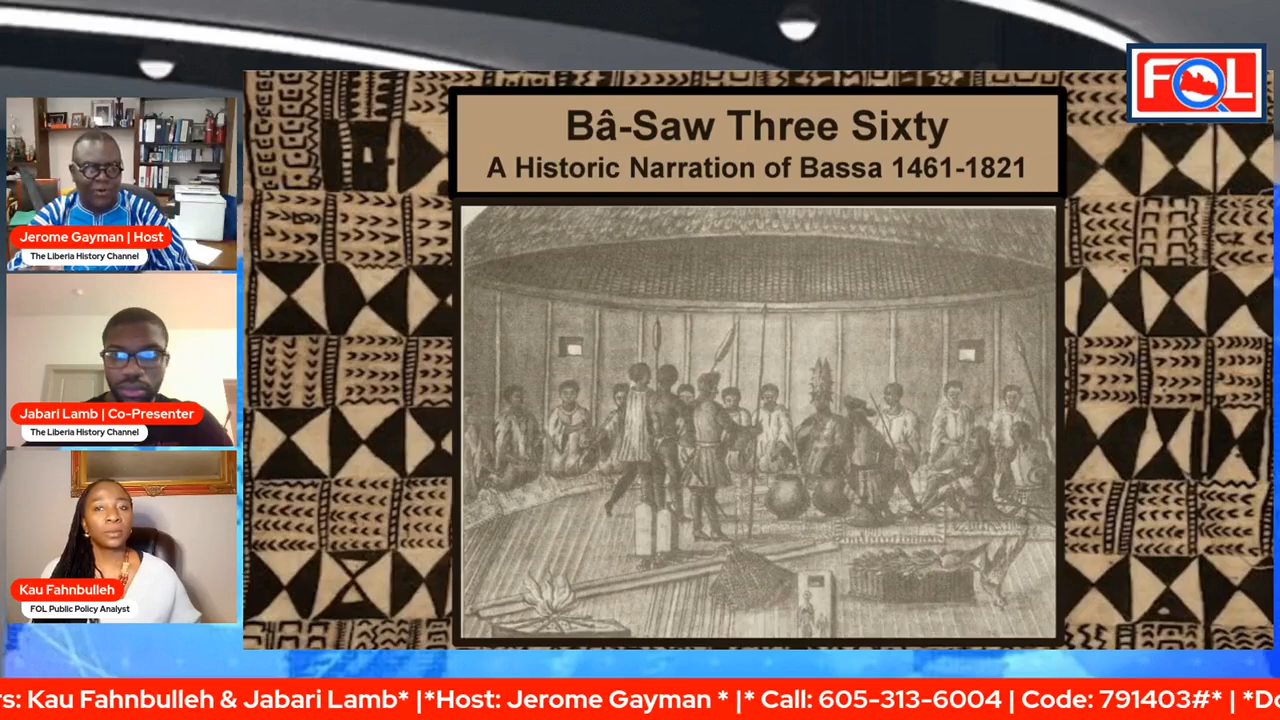 FOL
Bâ-Saw Three Sixty
A Historic Narration of Bassa 1461-1821
Jerome Gayman | Host
The Liberia History Channel
Jabari Lamb | Co-Presenter
The Liberia History Channel
Kau Fahnbulleh
FOL Public Policy Analyst
rs: Kau Fahnbulleh & Jabari Lamb* |*Host: Jerome Gayman * |* Call: 605-313-6004 | Code: 791403#* | *Do